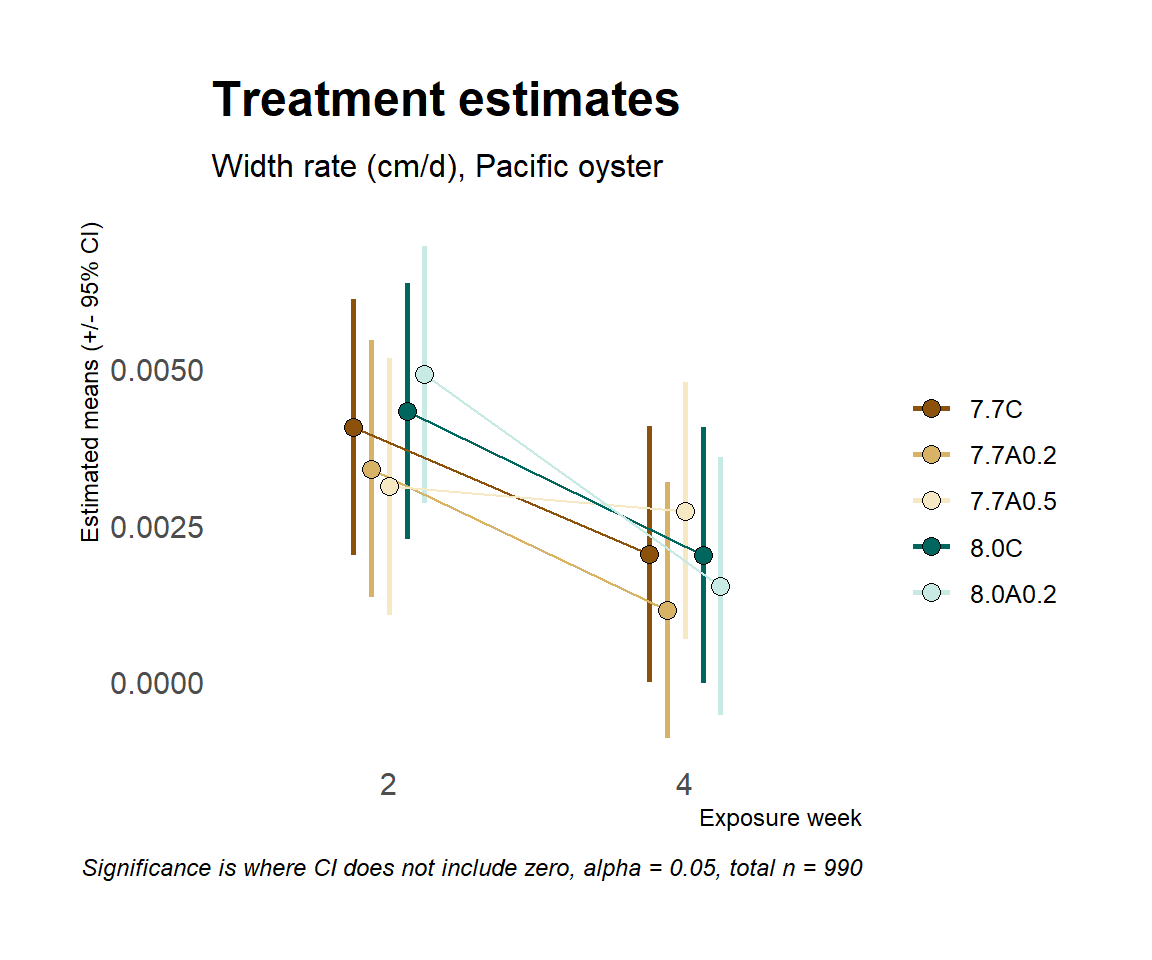 Treatment estimates
Width rate (cm/d), Pacific oyster
Estimated means (+/- 95% CI)
0.0050
0.0025
0.0000
2
4
Exposure week
7.7C
7.7A0.2
7.7A0.5
8.0C
8.0A0.2
Significance is where CI does not include zero, alpha = 0.05, total n = 990